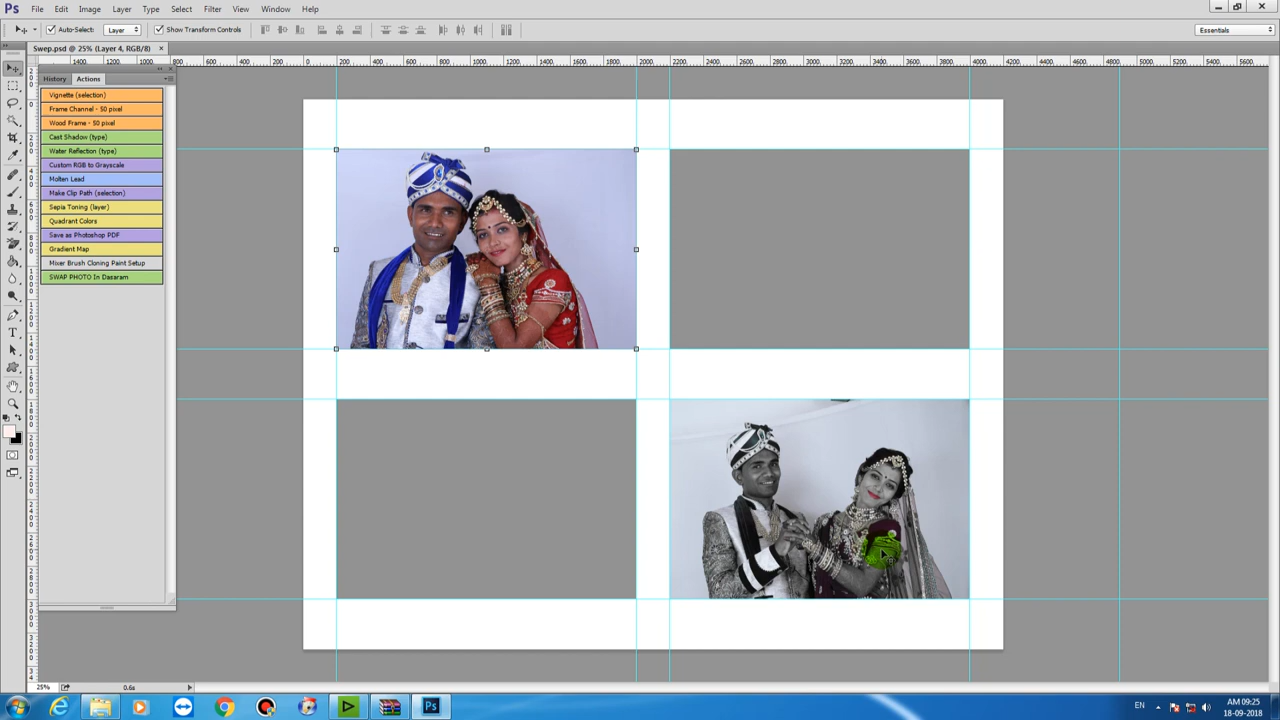 Ps File Edit Image Layer Type Select Filter View Window Help
Auto-Select: Layer Show Transform Controls Essentials
Swep.psd @ 25% (Layer 4, RGB/8) ×
History Actions
Vignette (selection)
Frame Channel - 50 pixel
Wood Frame - 50 pixel
Cast Shadow (type)
Water Reflection (type)
Custom RGB to Grayscale
Molten Lead
Make Clip Path (selection)
Sepia Toning (layer)
Quadrant Colors
Save as Photoshop PDF
Gradient Map
Mixer Brush Cloning Paint Setup
SWAP PHOTO In Dasaram
25% 0.6s
EN AM 09:25
18-09-2018